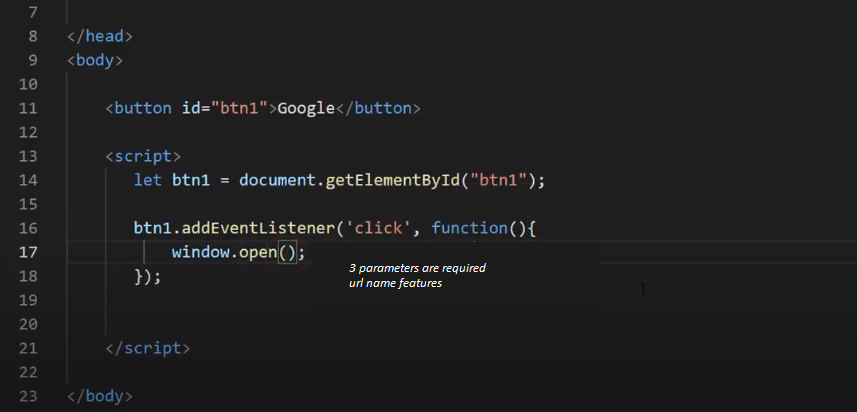 7
8 </head>
9 <body>
10
11 <button id="btn1">Google</button>
12
13 <script>
14 let btn1 = document.getElementById("btn1");
15
16 btn1.addEventListener('click', function(){
17 window.open();
3 parameters are required
url name features
18 });
19
20
21 </script>
22
23 </body>